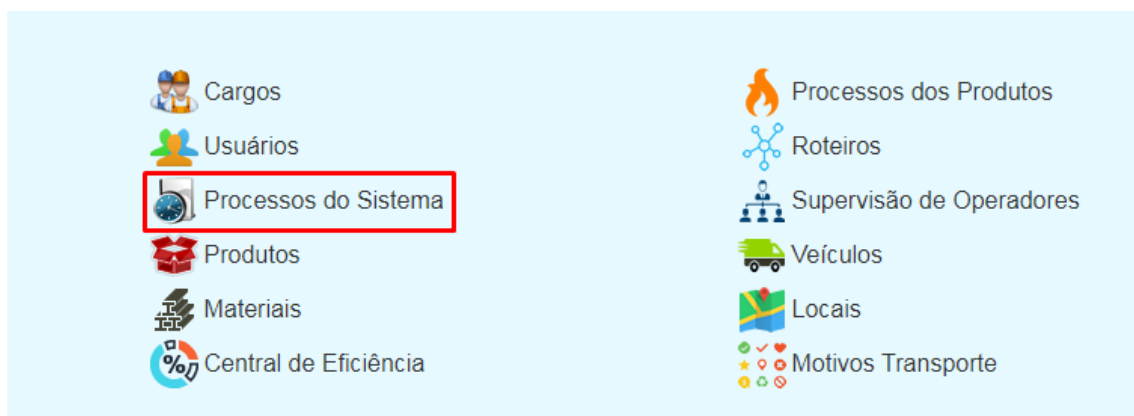 Cargos
Usuários
Processos do Sistema
Produtos
Materiais
Central de Eficiência
Processos dos Produtos
Roteiros
Supervisão de Operadores
Veículos
Locais
Motivos Transporte